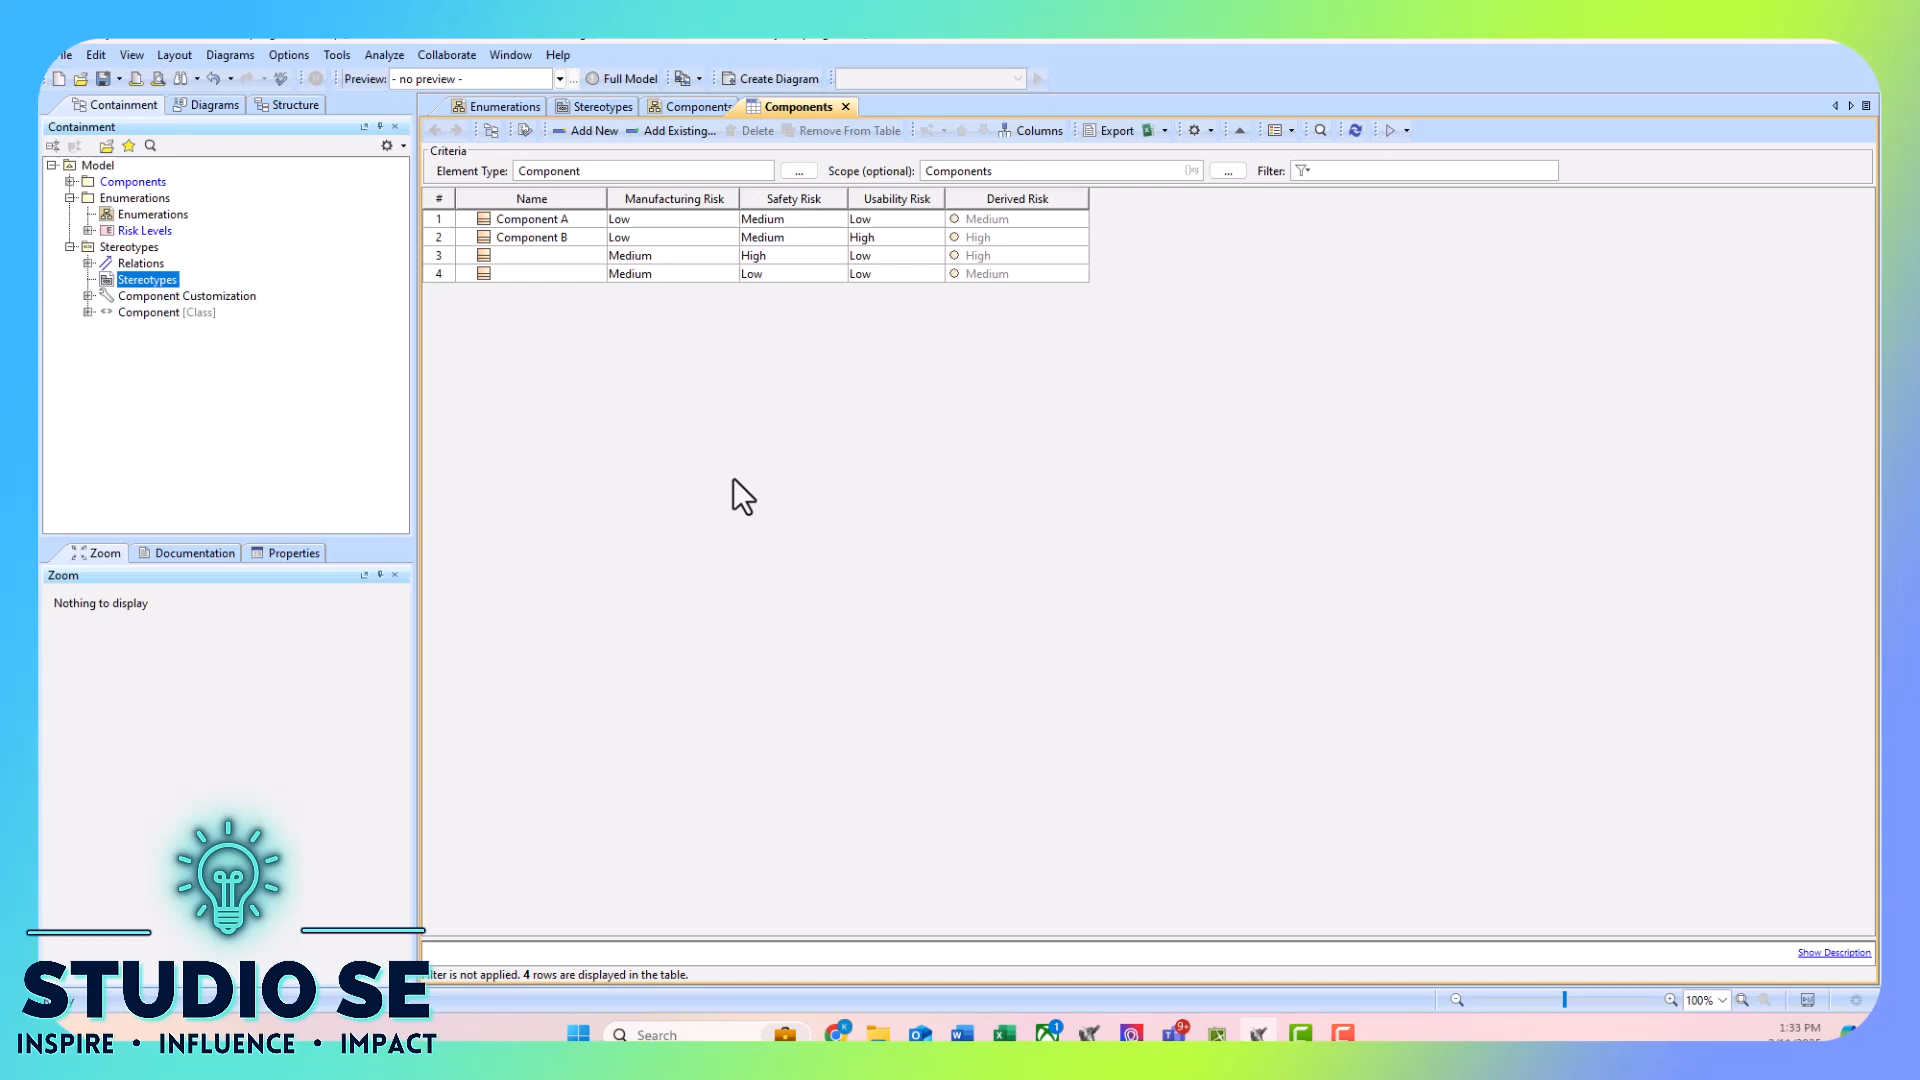 Edit View Layout Diagrams Options Tools Analyze Collaborate Window Help
Preview: - no preview - ... Full Model Create Diagram
Containment Diagrams Structure
Containment
Model
Components
Enumerations
Enumerations
E Risk Levels
Stereotypes
Relations
Stereotypes
Component Customization
Component [Class]
Zoom Documentation Properties
Zoom
Nothing to display
Enumerations Stereotypes Components Components
Add New Add Existing... Delete Remove From Table Columns Export
Criteria
Element Type: Component ... Scope (optional): Components ... Filter:
# Name Manufacturing Risk Safety Risk Usability Risk Derived Risk
1 Component A Low Medium Low Medium
2 Component B Low Medium High High
3 Medium High Low High
4 Medium Low Low Medium
Show Description
filter is not applied. 4 rows are displayed in the table.
100%
STUDIO SE
INSPIRE • INFLUENCE • IMPACT
Search
1:33 PM